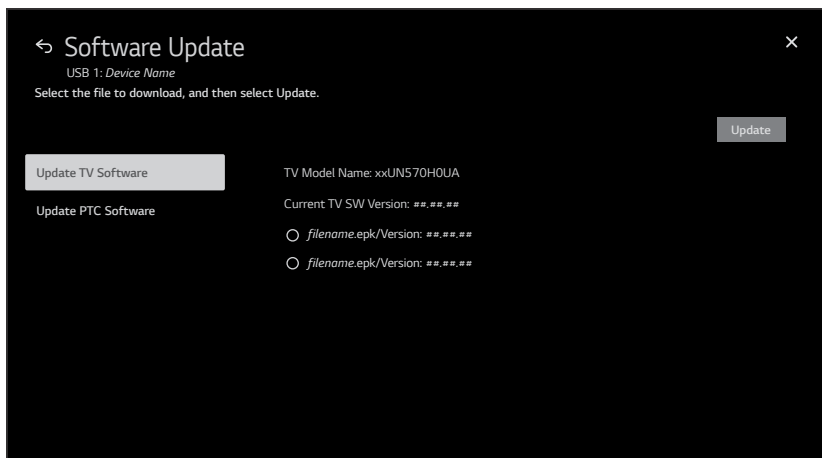 Software Update
USB 1: Device Name
Select the file to download, and then select Update.
Update
Update TV Software
Update PTC Software
TV Model Name: xxUN570H0UA
Current TV SW Version: ##.##.##
filename.epk/Version: ##.##.##
filename.epk/Version: ##.##.##